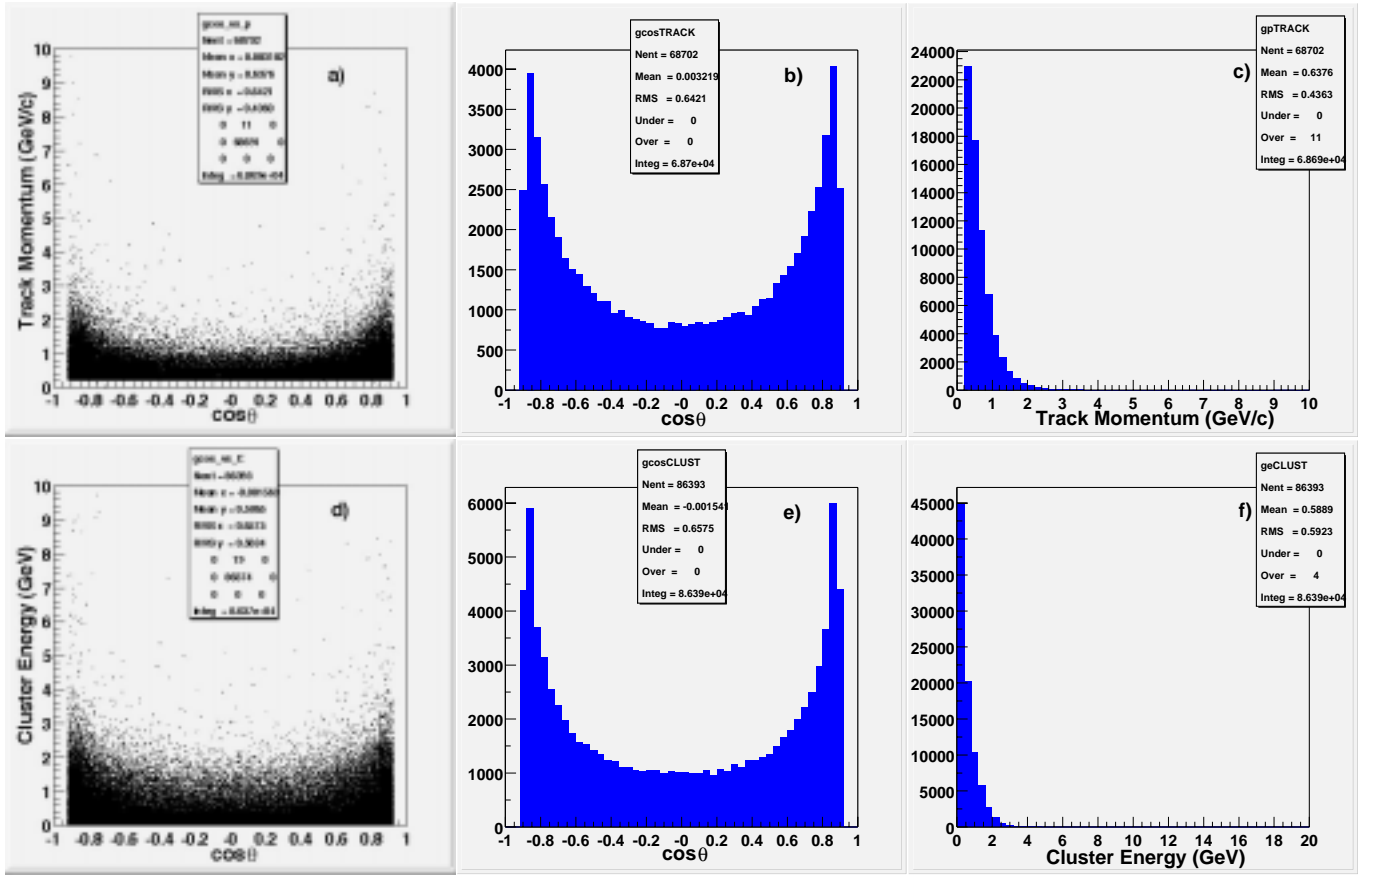 gcos_vs_p
Nent = 68702
a)
Track Momentum (GeV/c)
10
9
8
7
6
5
4
3
2
1
0
-1 -0.8 -0.6 -0.4 -0.2 -0 0.2 0.4 0.6 0.8 1
cosθ
gcosTRACK
Nent = 68702
Mean = 0.003219
RMS = 0.6421
Under = 0
Over = 0
Integ = 6.87e+04
b)
4000
3500
3000
2500
2000
1500
1000
500
0
-1 -0.8 -0.6 -0.4 -0.2 -0 0.2 0.4 0.6 0.8 1
cosθ
gpTRACK
Nent = 68702
Mean = 0.6376
RMS = 0.4363
Under = 0
Over = 11
Integ = 6.869e+04
c)
24000
22000
20000
18000
16000
14000
12000
10000
8000
6000
4000
2000
0
0 1 2 3 4 5 6 7 8 9 10
Track Momentum (GeV/c)
gcos_vs_E
Nent = 86393
d)
Cluster Energy (GeV)
10
9
8
7
6
5
4
3
2
1
0
-1 -0.8 -0.6 -0.4 -0.2 -0 0.2 0.4 0.6 0.8 1
cosθ
gcosCLUST
Nent = 86393
Mean = -0.001541
RMS = 0.6575
Under = 0
Over = 0
Integ = 8.639e+04
e)
6000
5000
4000
3000
2000
1000
0
-1 -0.8 -0.6 -0.4 -0.2 -0 0.2 0.4 0.6 0.8 1
cosθ
geCLUST
Nent = 86393
Mean = 0.5889
RMS = 0.5923
Under = 0
Over = 4
Integ = 8.639e+04
f)
45000
40000
35000
30000
25000
20000
15000
10000
5000
0
0 2 4 6 8 10 12 14 16 18 20
Cluster Energy (GeV)